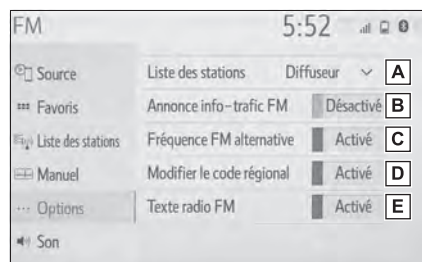 FM 5:52
Source
Favoris
Liste des stations
Manuel
Options
Son
Liste des stations Diffuseur A
Annonce info-trafic FM Désactivé B
Fréquence FM alternative Activé C
Modifier le code régional Activé D
Texte radio FM Activé E